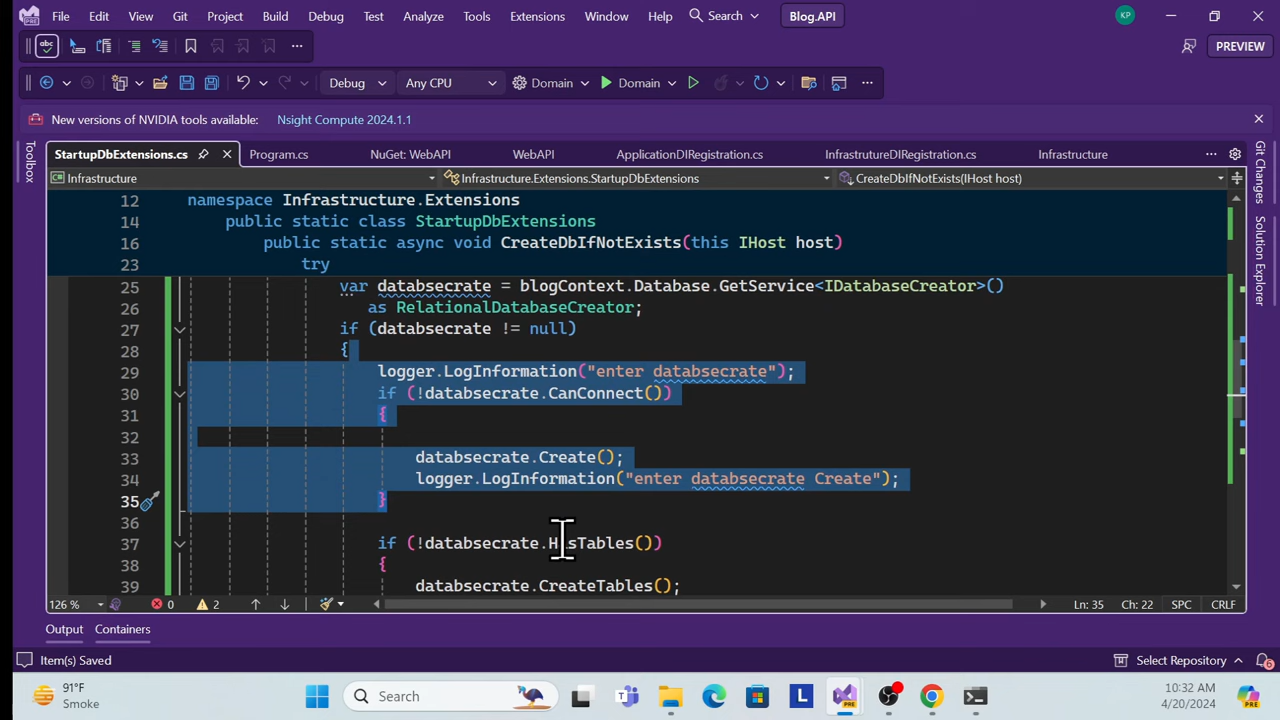 File Edit View Git Project Build Debug Test Analyze Tools Extensions Window Help Search Blog.API KP
abc PREVIEW
Debug Any CPU Domain Domain
New versions of NVIDIA tools available: Nsight Compute 2024.1.1
StartupDbExtensions.cs Program.cs NuGet: WebAPI WebAPI ApplicationDIRegistration.cs InfrastrutureDIRegistration.cs Infrastructure
Infrastructure Infrastructure.Extensions.StartupDbExtensions CreateDbIfNotExists(IHost host)
12 namespace Infrastructure.Extensions
14 public static class StartupDbExtensions
16 public static async void CreateDbIfNotExists(this IHost host)
23 try
25 var databsecrate = blogContext.Database.GetService<IDatabaseCreator>()
26 as RelationalDatabaseCreator;
27 if (databsecrate != null)
28 {
29 logger.LogInformation("enter databsecrate");
30 if (!databsecrate.CanConnect())
31 {
32
33 databsecrate.Create();
34 logger.LogInformation("enter databsecrate Create");
35 }
36
37 if (!databsecrate.HasTables())
38 {
39 databsecrate.CreateTables();
126 % 0 2 Ln: 35 Ch: 22 SPC CRLF
Output Containers
Item(s) Saved Select Repository 6
91°F
Smoke
Search
L
PRE
10:32 AM
4/20/2024
PRE
Toolbox
Git Changes
Solution Explorer